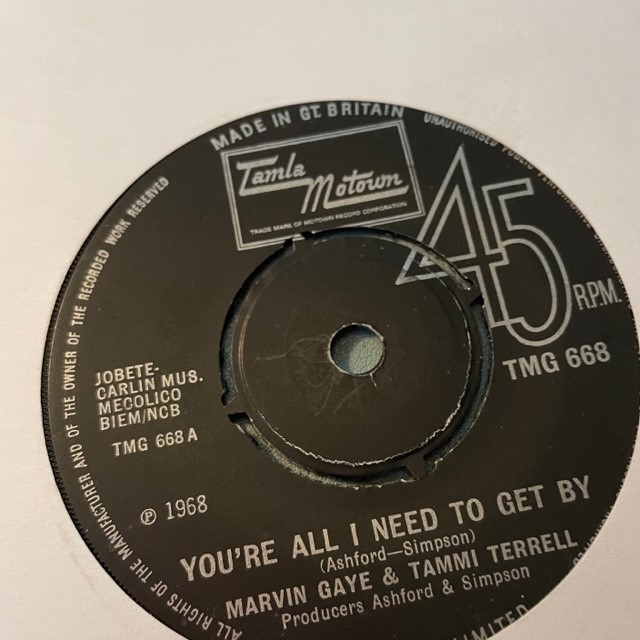 MADE IN GT. BRITAIN
UNAUTHORISED PUBLIC
Tamla
Motown
TRADE MARK OF MOTOWN RECORD CORPORATION
45
R.P.M.
TMG 668
JOBETE-
CARLIN MUS.
MECOLICO
BIEM/NCB
TMG 668 A
℗ 1968
YOU'RE ALL I NEED TO GET BY
(Ashford—Simpson)
MARVIN GAYE & TAMMI TERRELL
Producers Ashford & Simpson
ALL RIGHTS OF THE MANUFACTURER AND OF THE OWNER OF THE RECORDED WORK RESERVED
LIMITED